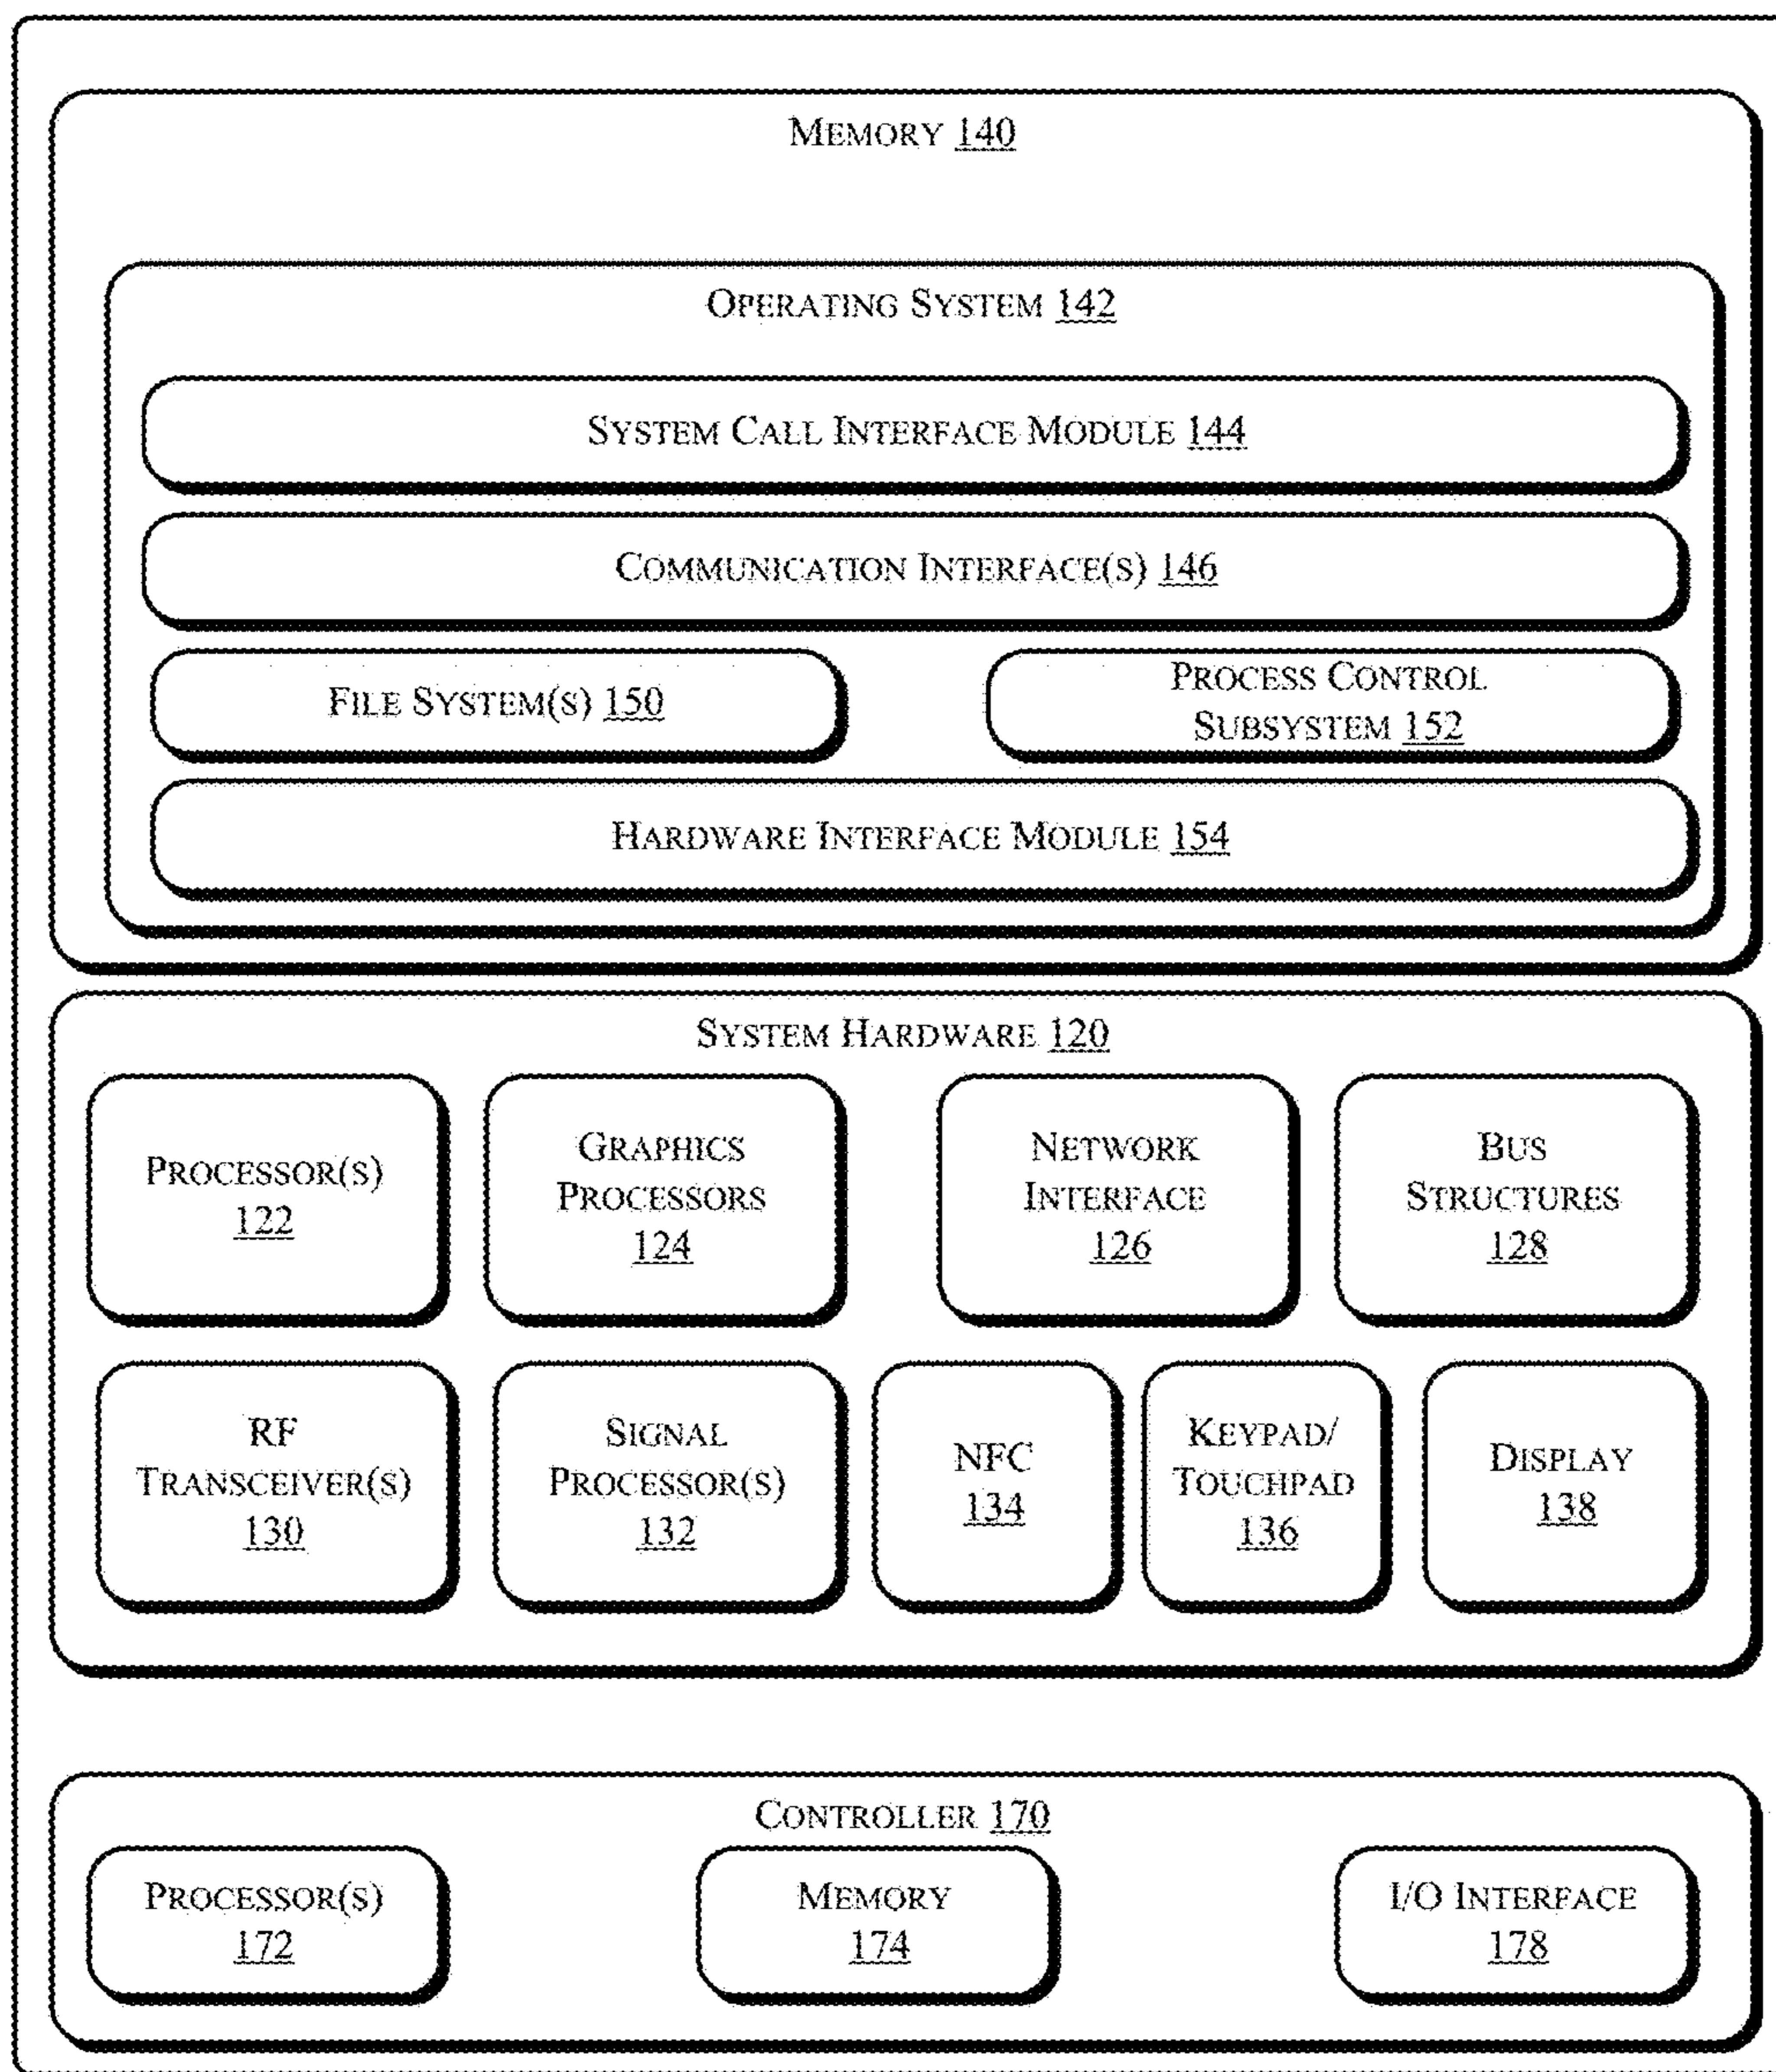 MEMORY 140
OPERATING SYSTEM 142
SYSTEM CALL INTERFACE MODULE 144
COMMUNICATION INTERFACE(S) 146
FILE SYSTEM(S) 150
PROCESS CONTROL
SUBSYSTEM 152
HARDWARE INTERFACE MODULE 154
SYSTEM HARDWARE 120
PROCESSOR(S)
122
GRAPHICS
PROCESSORS
124
NETWORK
INTERFACE
126
BUS
STRUCTURES
128
RF
TRANSCEIVER(S)
130
SIGNAL
PROCESSOR(S)
132
NFC
134
KEYPAD/
TOUCHPAD
136
DISPLAY
138
CONTROLLER 170
PROCESSOR(S)
172
MEMORY
174
I/O INTERFACE
178